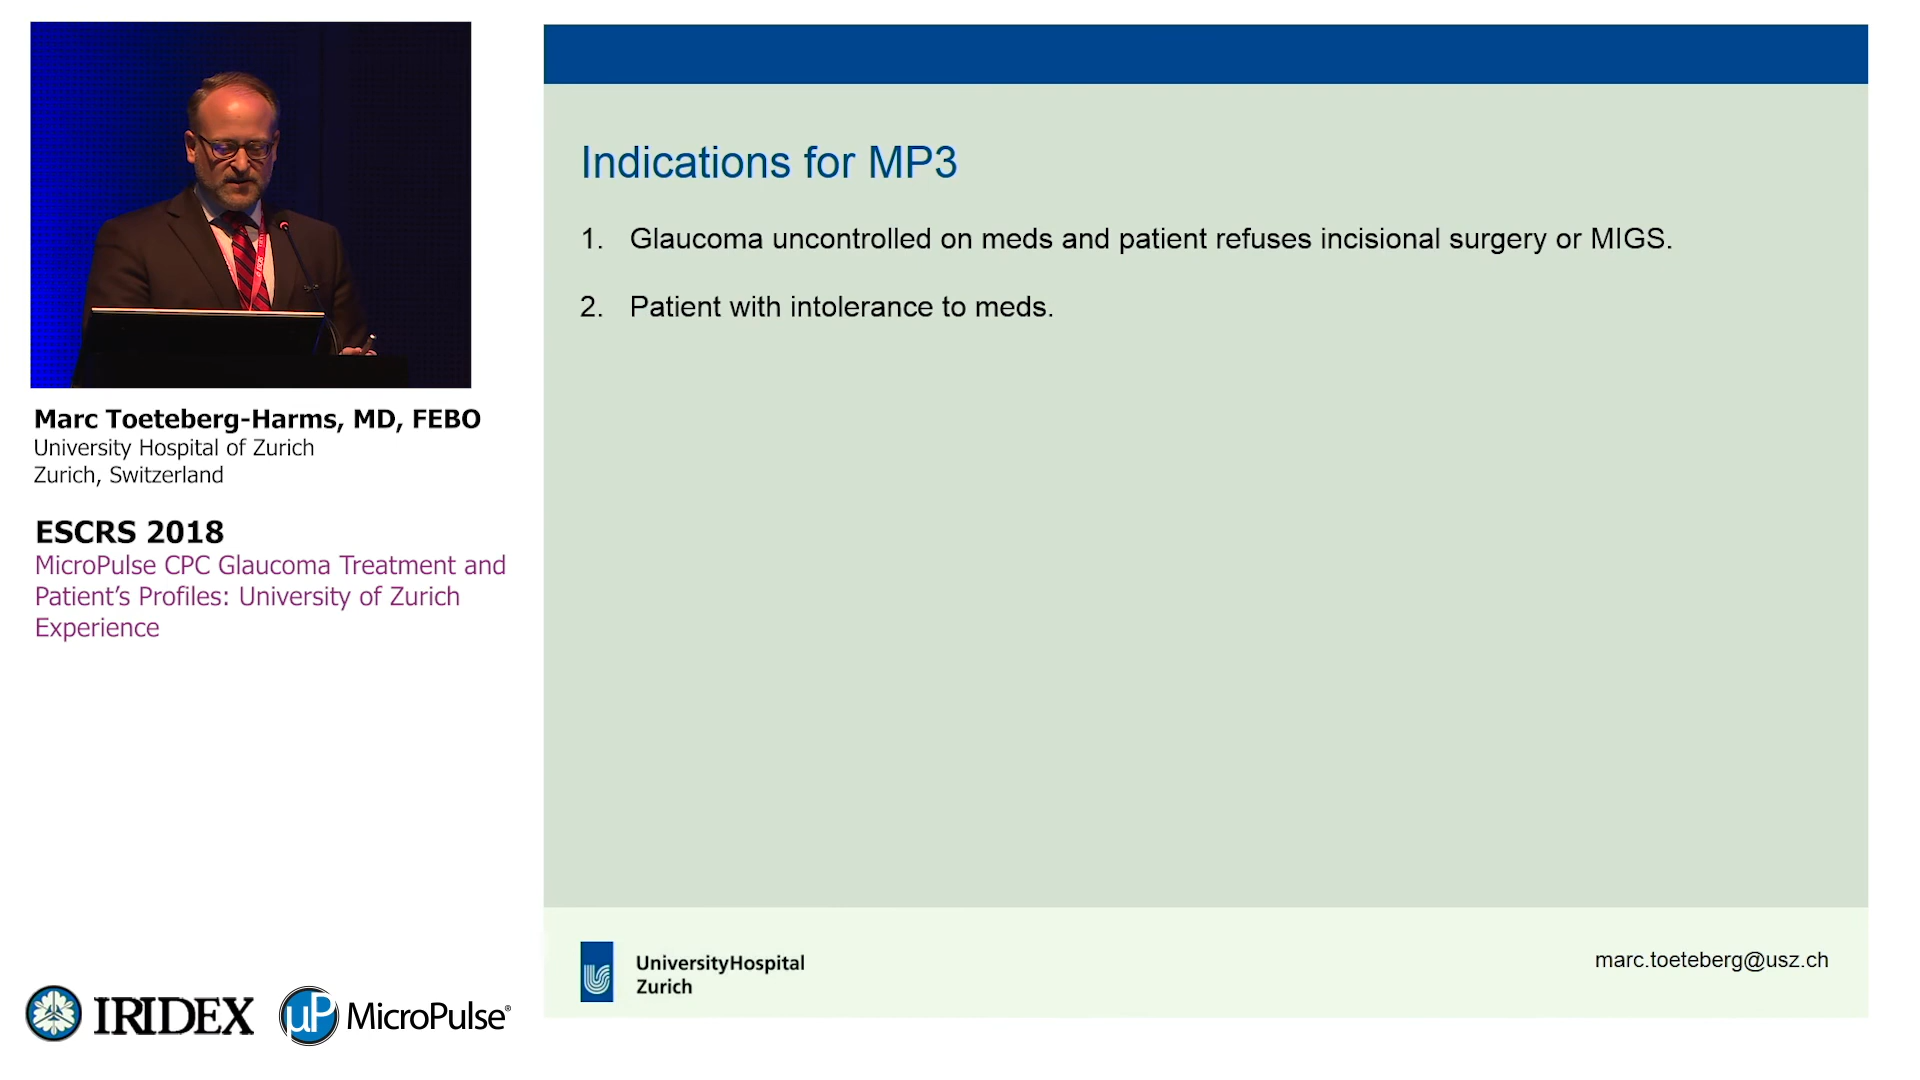 Marc Toeteberg-Harms, MD, FEBO
University Hospital of Zurich
Zurich, Switzerland
ESCRS 2018
MicroPulse CPC Glaucoma Treatment and
Patient’s Profiles: University of Zurich
Experience
IRIDEX
µP MicroPulse®
Indications for MP3
1. Glaucoma uncontrolled on meds and patient refuses incisional surgery or MIGS.
2. Patient with intolerance to meds.
UniversityHospital
Zurich
marc.toeteberg@usz.ch